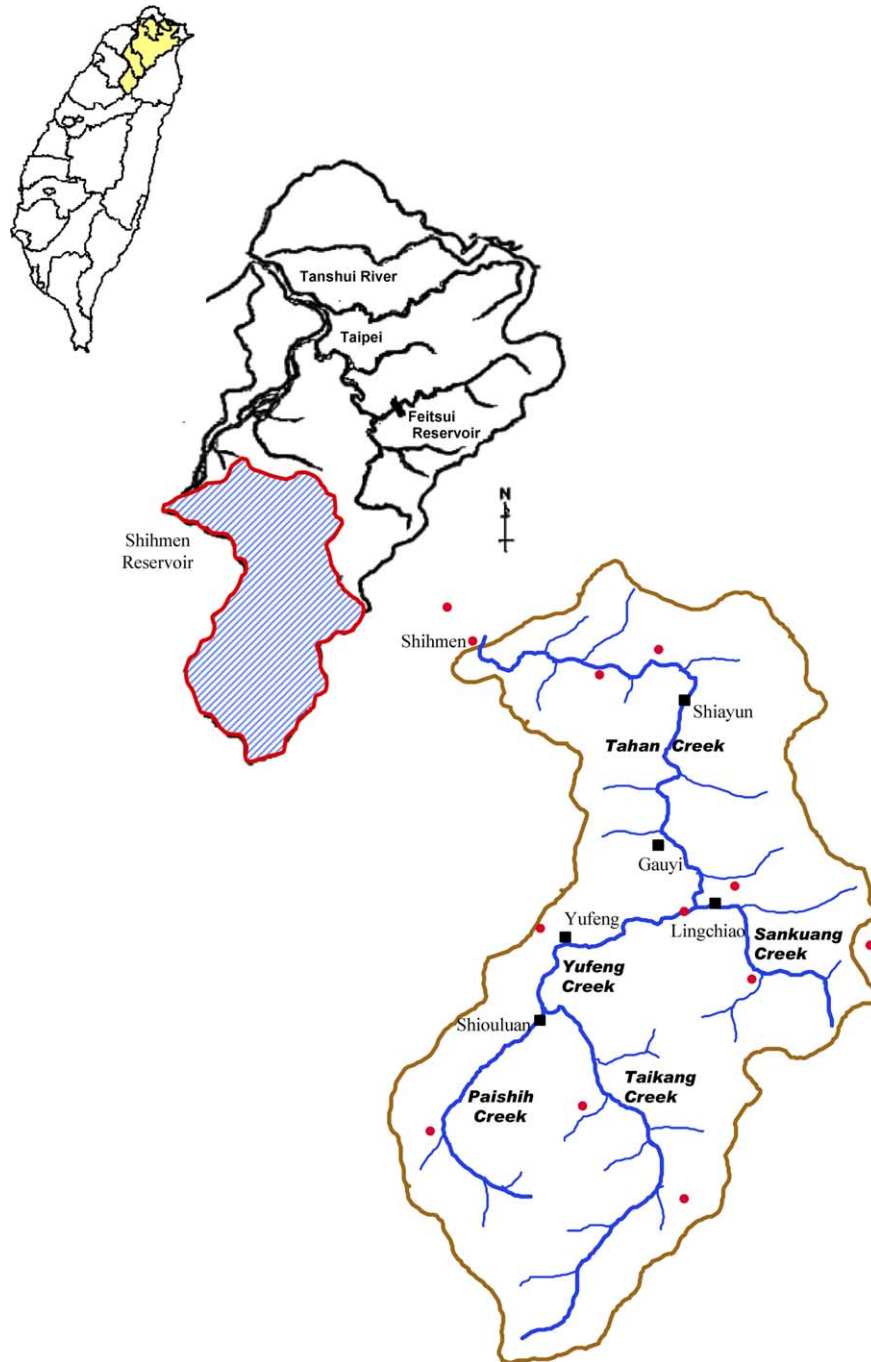 Tanshui River
Taipei
Feitsui
Reservoir
N
Shihmen
Reservoir
Shihmen
Shiayun
Tahan Creek
Gauyi
Yufeng
Lingchiao
Sankuang
Creek
Yufeng
Creek
Shiouluan
Taikang
Creek
Paishih
Creek